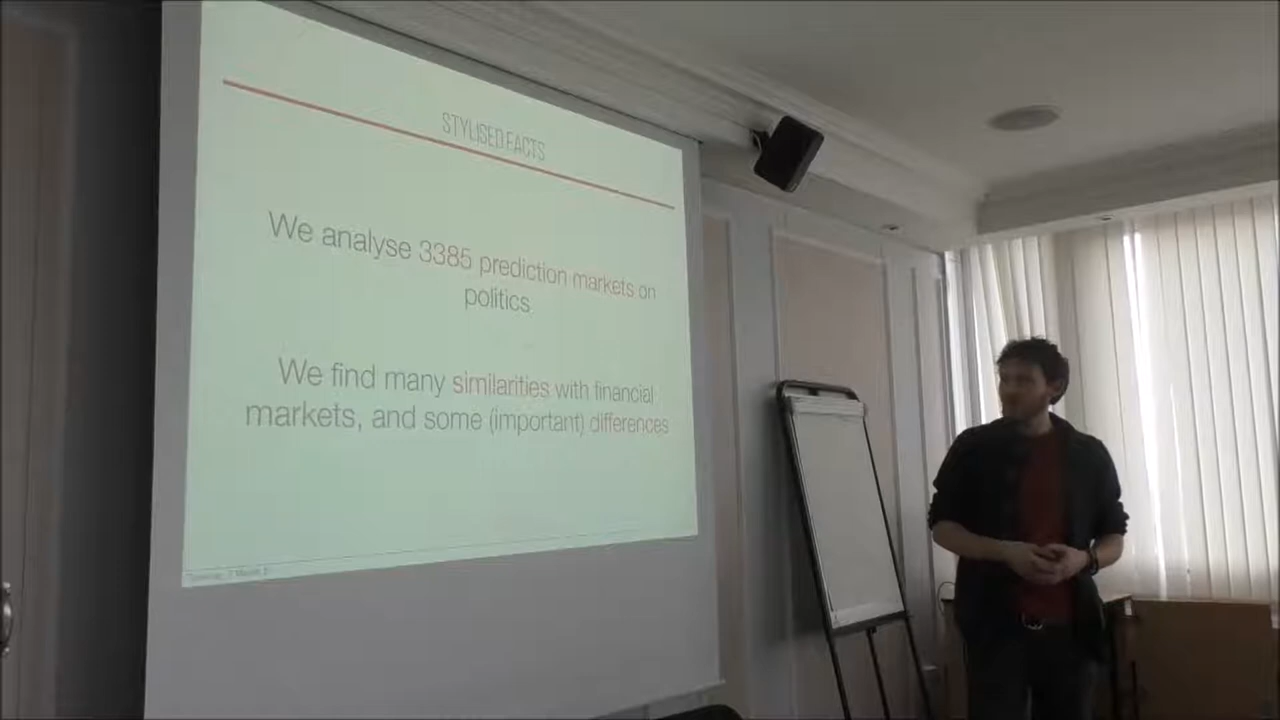 STYLISED FACTS
We analyse 3385 prediction markets on
politics
We find many similarities with financial
markets, and some (important) differences